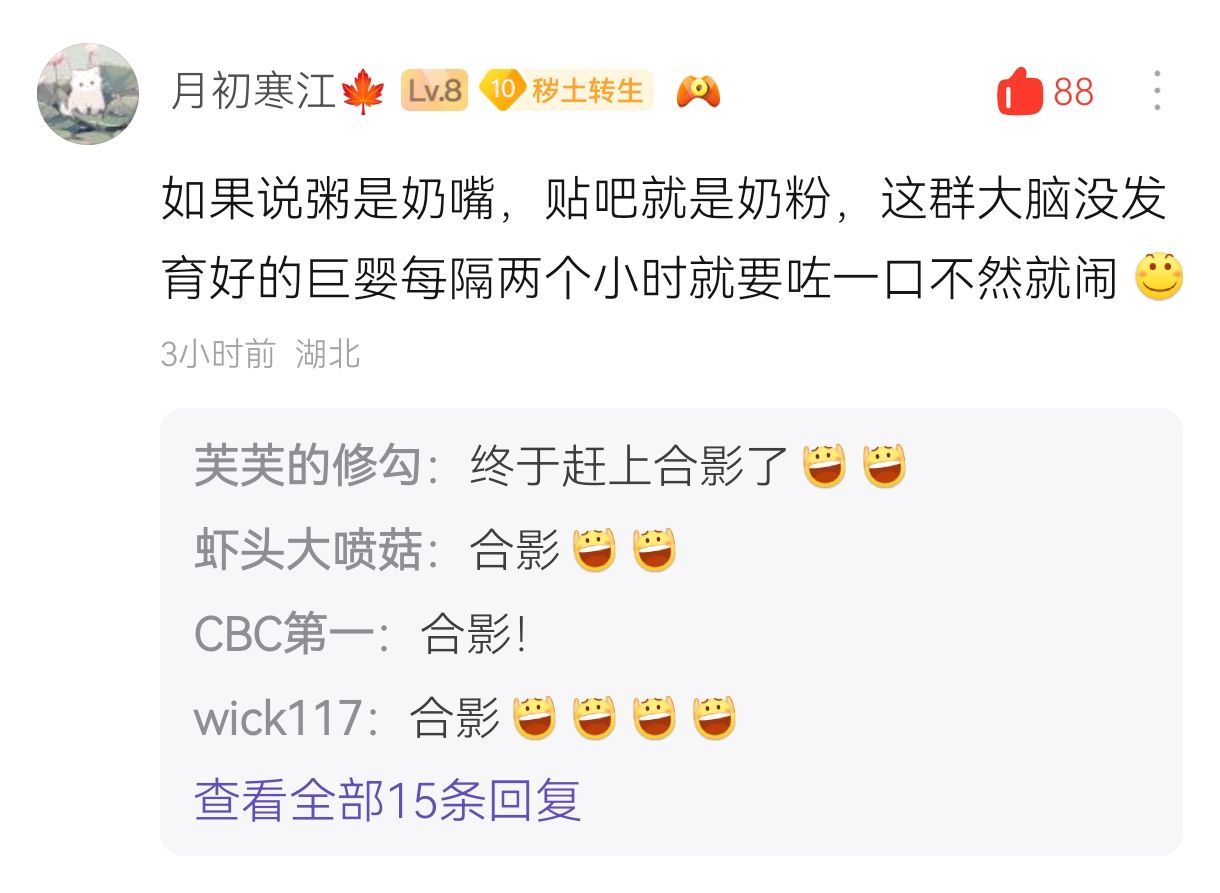 月初寒江 Lv.8 10 秽土转生 88
如果说粥是奶嘴，贴吧就是奶粉，这群大脑没发
育好的巨婴每隔两个小时就要咗一口不然就闹
3小时前 湖北
芙芙的修勾：终于赶上合影了
虾头大喷菇：合影
CBC第一：合影！
wick117：合影
查看全部15条回复